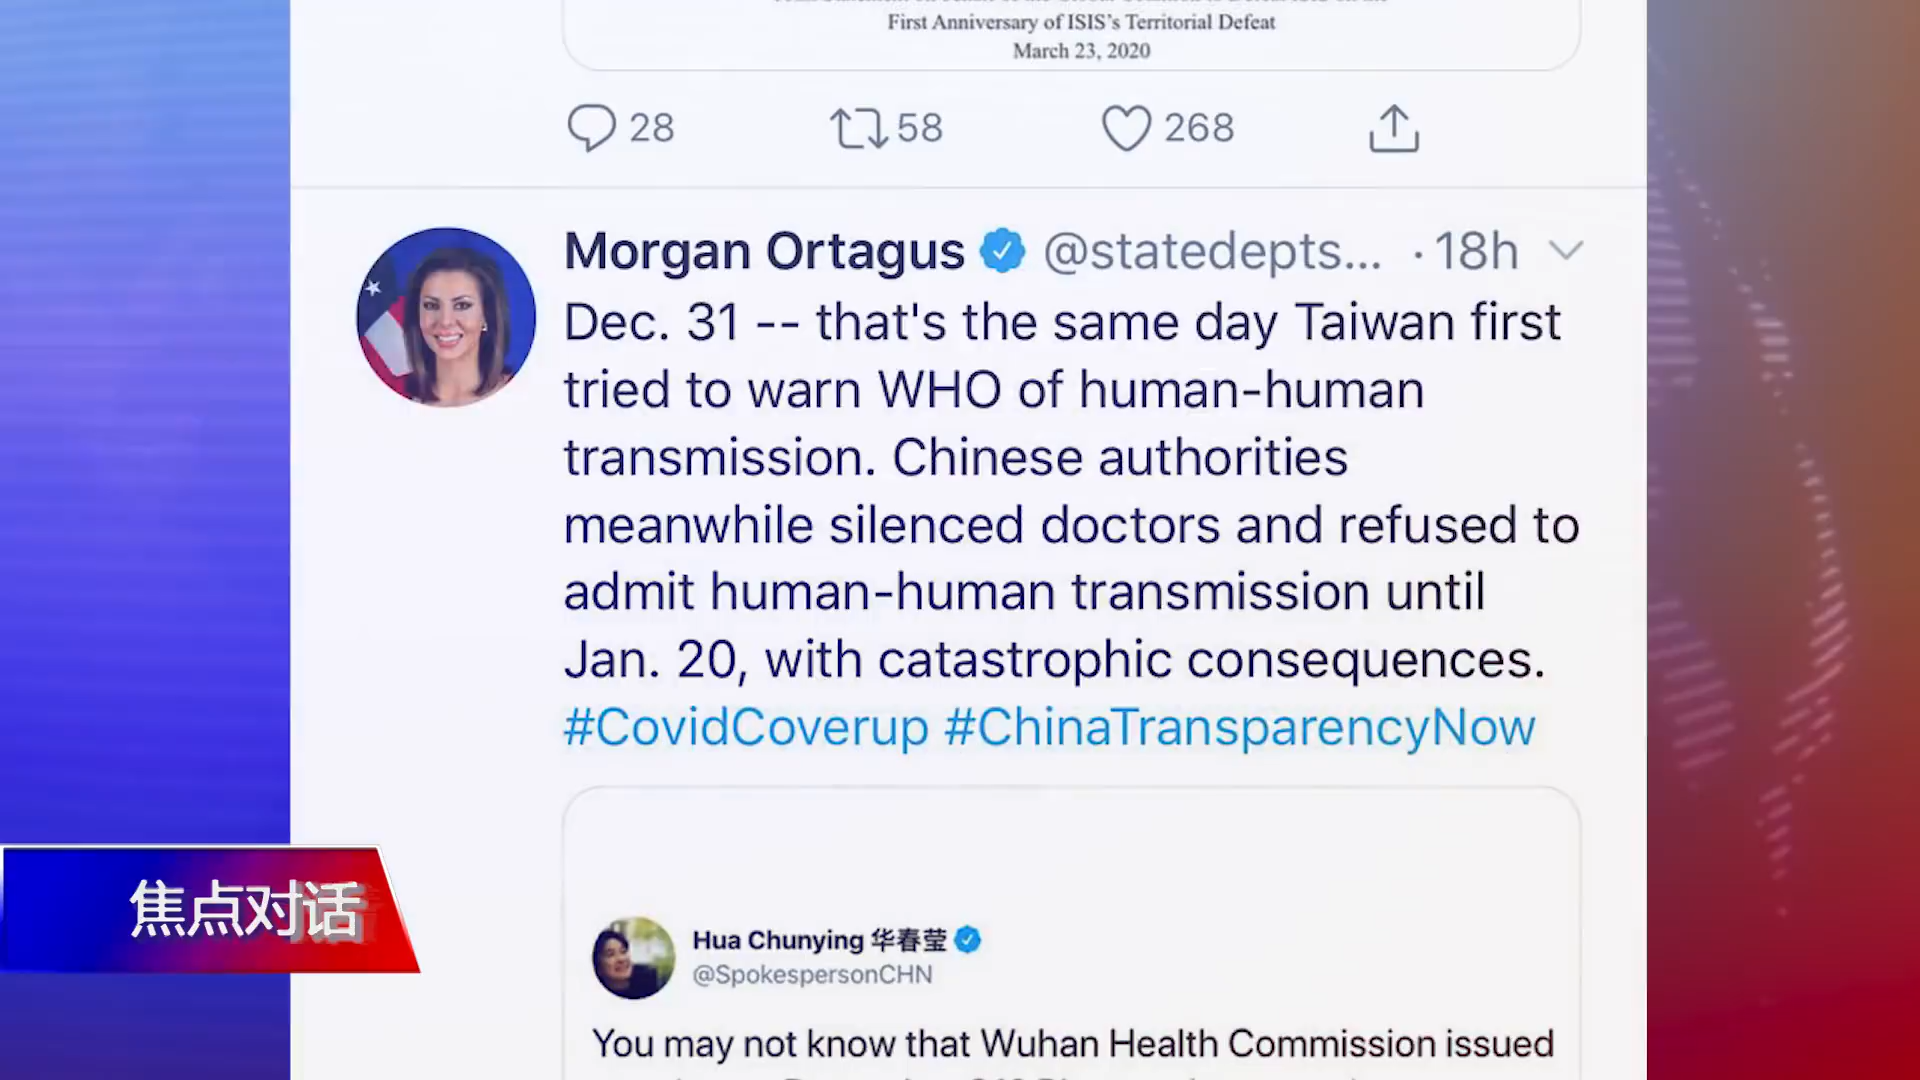 First Anniversary of ISIS's Territorial Defeat
March 23, 2020
28 58 268
Morgan Ortagus @statedepts... · 18h
Dec. 31 -- that's the same day Taiwan first
tried to warn WHO of human-human
transmission. Chinese authorities
meanwhile silenced doctors and refused to
admit human-human transmission until
Jan. 20, with catastrophic consequences.
#CovidCoverup #ChinaTransparencyNow
焦点对话
Hua Chunying 华春莹
@SpokespersonCHN
You may not know that Wuhan Health Commission issued